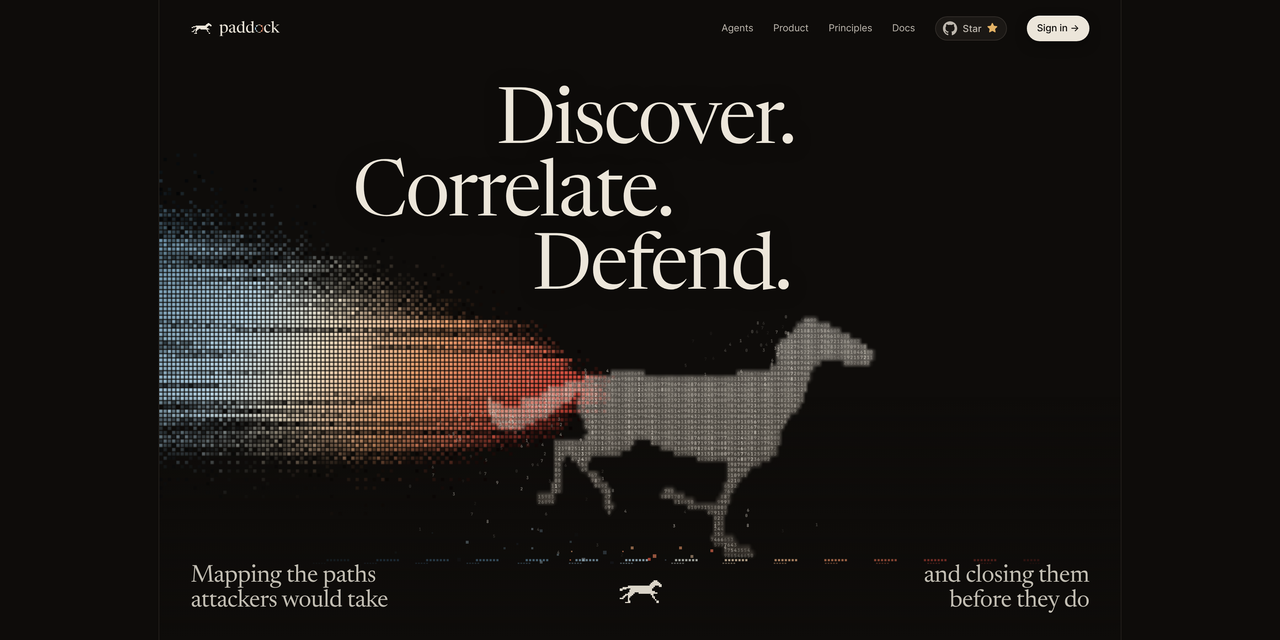 paddock
Agents
Product
Principles
Docs
Star
Sign in →
Discover.
Correlate.
Defend.
Mapping the paths
attackers would take
and closing them
before they do